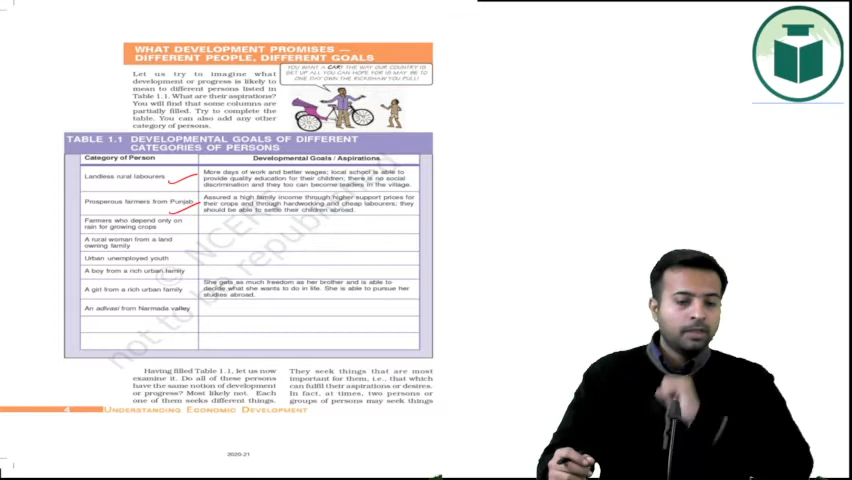 WHAT DEVELOPMENT PROMISES —
DIFFERENT PEOPLE, DIFFERENT GOALS
Let us try to imagine what
development or progress is likely to
mean to different persons listed in
Table 1.1. What are their aspirations?
You will find that some columns are
partially filled. Try to complete the
table. You can also add any other
category of persons.
YOU WANT A CAR? THE WAY OUR COUNTRY IS
SET UP ALL YOU CAN HOPE FOR IS MAY BE TO
ONE DAY OWN THE RICKSHAW YOU PULL!
TABLE 1.1 DEVELOPMENTAL GOALS OF DIFFERENT
CATEGORIES OF PERSONS
Category of Person
Developmental Goals / Aspirations
Landless rural labourers
More days of work and better wages; local school is able to
provide quality education for their children; there is no social
discrimination and they too can become leaders in the village.
Prosperous farmers from Punjab
Assured a high family income through higher support prices for
their crops and through hardworking and cheap labourers; they
should be able to settle their children abroad.
Farmers who depend only on
rain for growing crops
A rural woman from a land
owning family
Urban unemployed youth
A boy from a rich urban family
A girl from a rich urban family
She gets as much freedom as her brother and is able to
decide what she wants to do in life. She is able to pursue her
studies abroad.
An adivasi from Narmada valley
© NCERT
not to be republished
Having filled Table 1.1, let us now
examine it. Do all of these persons
have the same notion of development
or progress? Most likely not. Each
one of them seeks different things.
They seek things that are most
important for them, i.e., that which
can fulfil their aspirations or desires.
In fact, at times, two persons or
groups of persons may seek things
4 UNDERSTANDING ECONOMIC DEVELOPMENT
2020-21